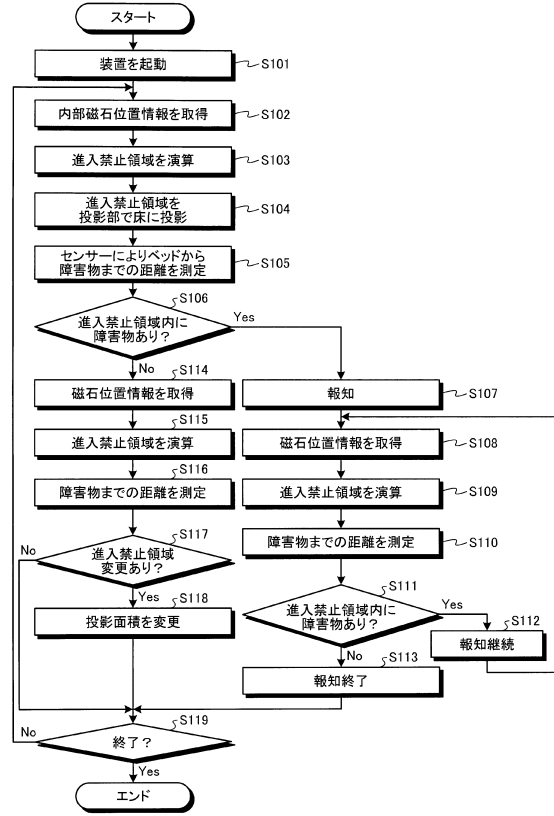 スタート
装置を起動
S101
内部磁石位置情報を取得
S102
進入禁止領域を演算
S103
進入禁止領域を
投影部で床に投影
S104
センサーによりベッドから
障害物までの距離を測定
S105
S106
進入禁止領域内に
障害物あり?
Yes
No
S114
磁石位置情報を取得
報知
S107
S115
進入禁止領域を演算
磁石位置情報を取得
S108
S116
障害物までの距離を測定
進入禁止領域を演算
S109
S117
No
進入禁止領域
変更あり?
障害物までの距離を測定
S110
Yes
S118
投影面積を変更
S111
進入禁止領域内に
障害物あり?
Yes
S112
報知継続
No
S113
報知終了
S119
No
終了?
Yes
エンド